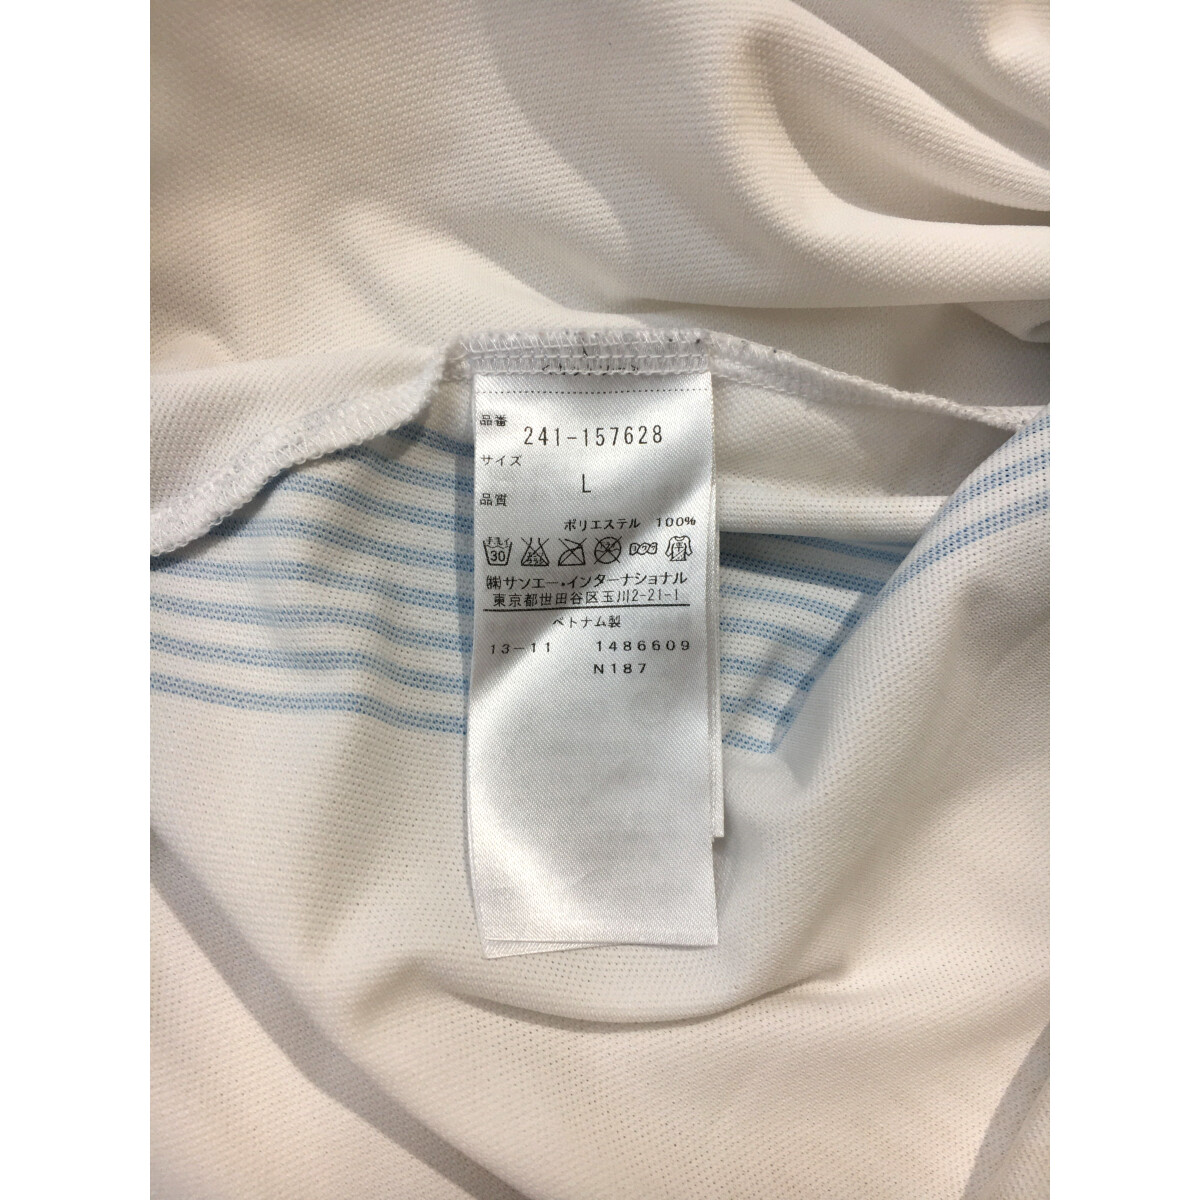 品番
241-157628
サイズ
L
品質
ポリエステル 100%
30
㈱サンエー・インターナショナル
東京都世田谷区玉川2-21-1
ベトナム製
13-11 1486609
N187